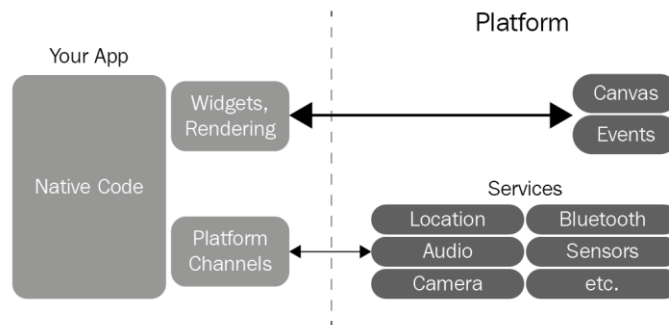 Platform
Your App
Widgets,
Rendering
Canvas
Events
Native Code
Services
Location
Bluetooth
Platform
Channels
Audio
Sensors
Camera
etc.